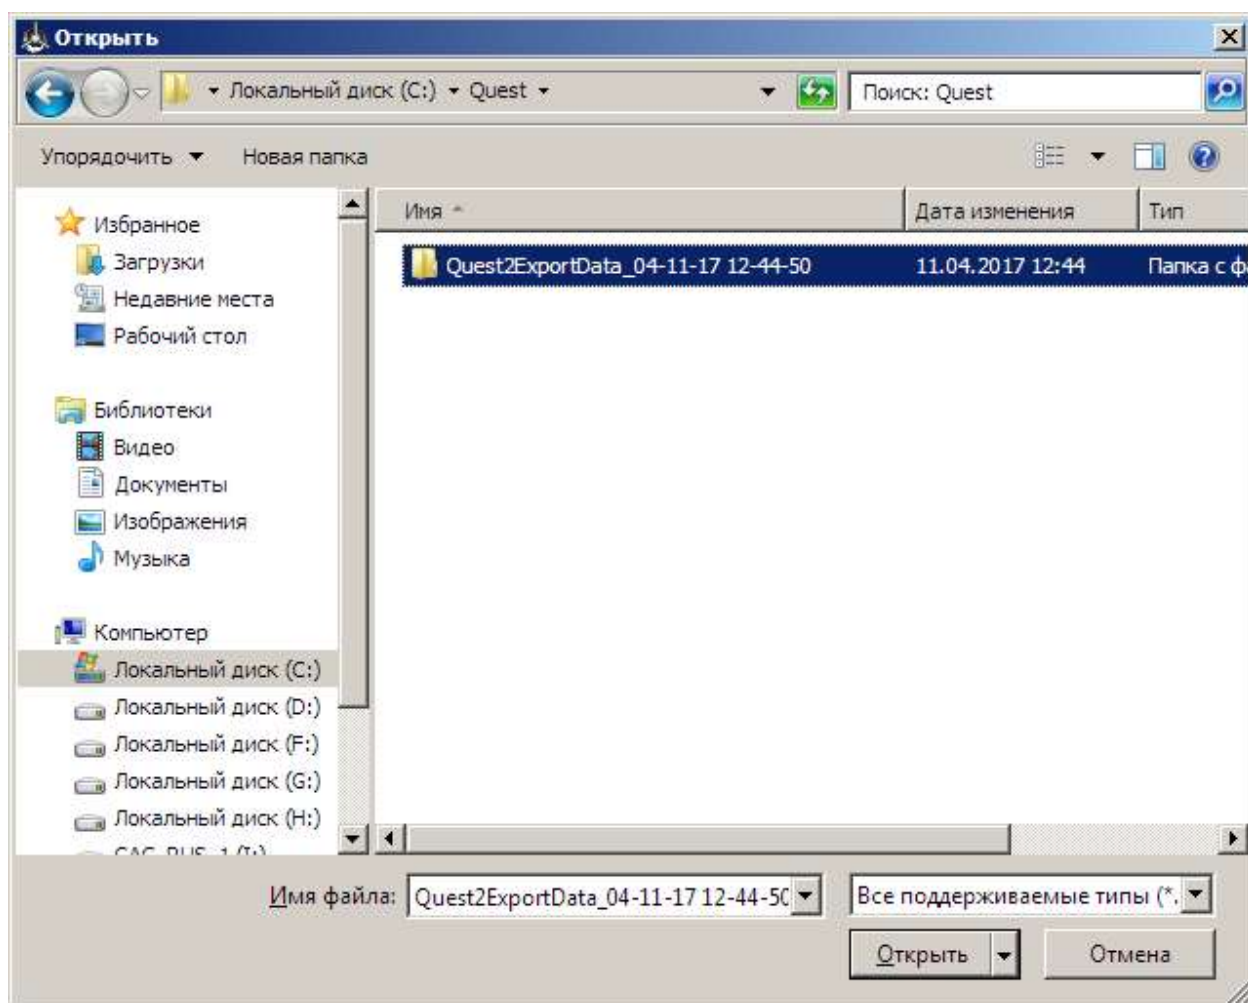 Открыть
Локальный диск (C:) Quest
Поиск: Quest
Упорядочить
Новая папка
Имя
Дата изменения
Тип
Избранное
Загрузки
Недавние места
Рабочий стол
Библиотеки
Видео
Документы
Изображения
Музыка
Компьютер
Локальный диск (C:)
Локальный диск (D:)
Локальный диск (F:)
Локальный диск (G:)
Локальный диск (H:)
Quest2ExportData_04-11-17 12-44-50 11.04.2017 12:44 Папка с фа
Имя файла: Quest2ExportData_04-11-17 12-44-50
Все поддерживаемые типы (*.
Открыть
Отмена